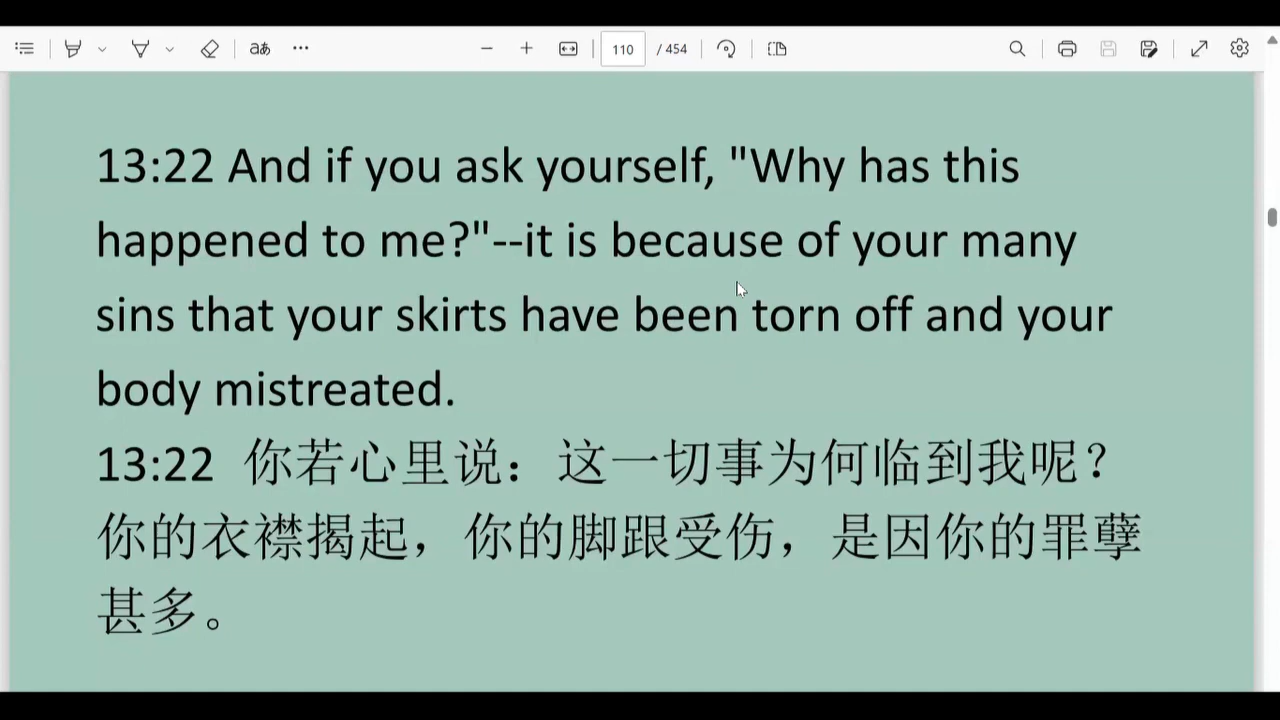 aあ
110 / 454
13:22 And if you ask yourself, "Why has this
happened to me?"--it is because of your many
sins that your skirts have been torn off and your
body mistreated.
13:22 你若心里说：这一切事为何临到我呢？
你的衣襟揭起，你的脚跟受伤，是因你的罪孽
甚多。